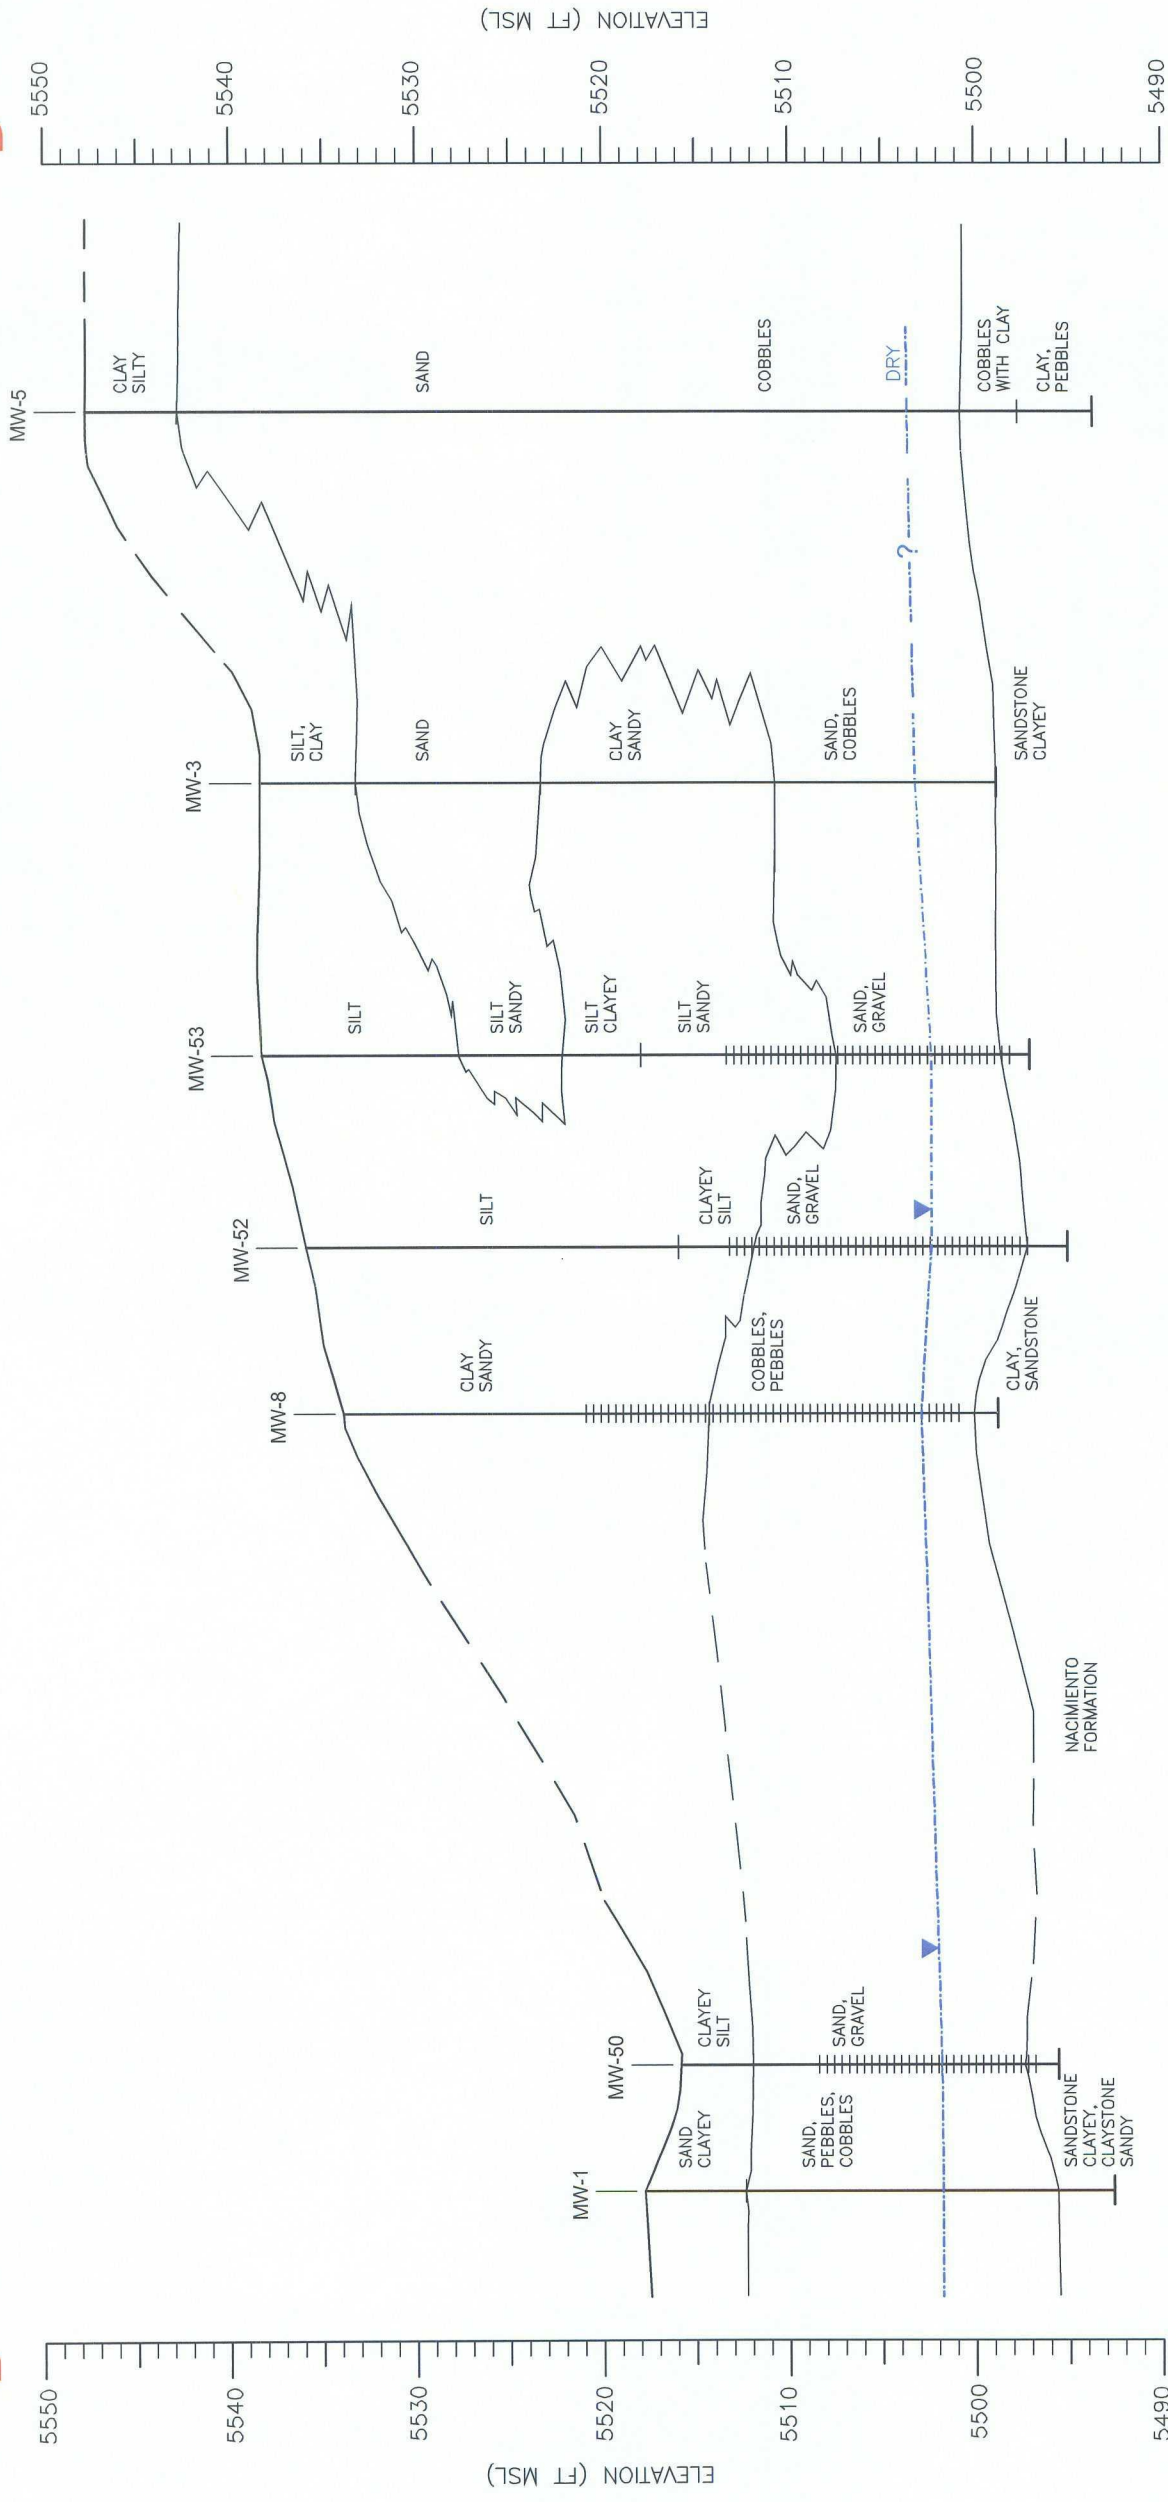 ELEVATION (FT MSL)
5550
5540
5530
5520
5510
5500
5490
MW-1
SAND
CLAYEY
SAND,
PEBBLES,
COBBLES
SANDSTONE
CLAYEY,
CLAYSTONE
SANDY
MW-50
CLAYEY
SILT
SAND,
GRAVEL
NACIMIENTO
FORMATION
MW-8
CLAY
SANDY
COBBLES,
PEBBLES
CLAY,
SANDSTONE
MW-52
SILT
CLAYEY
SILT
SAND,
GRAVEL
MW-53
SILT
SILT
SANDY
SILT
CLAYEY
SILT
SANDY
SAND,
GRAVEL
MW-3
SILT,
CLAY
SAND
CLAY
SANDY
SAND,
COBBLES
SANDSTONE
CLAYEY
?
MW-5
CLAY
SILTY
SAND
COBBLES
DRY
COBBLES
WITH CLAY
CLAY,
PEBBLES
5550
5540
5530
5520
5510
5500
5490
ELEVATION (FT MSL)